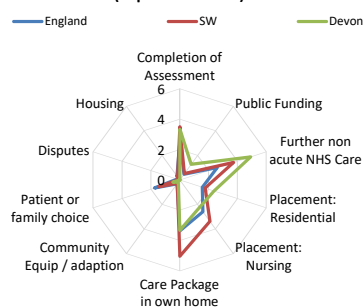 England SW Devon
Completion of
Assessment
Housing
Public Funding
Disputes
Further non
acute NHS Care
Patient or
family choice
Placement:
Residential
Community
Equip / adaption
Placement:
Nursing
Care Package
in own home
6
4
2
0